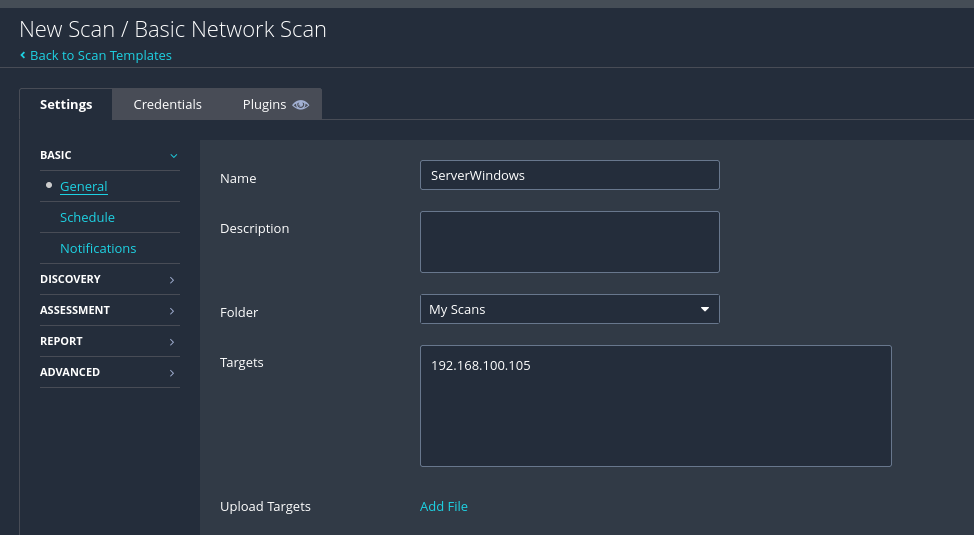 New Scan / Basic Network Scan
Back to Scan Templates
Settings
Credentials
Plugins
BASIC
General
Schedule
Notifications
DISCOVERY
ASSESSMENT
REPORT
ADVANCED
Name
ServerWindows
Description
Folder
My Scans
Targets
192.168.100.105
Upload Targets
Add File